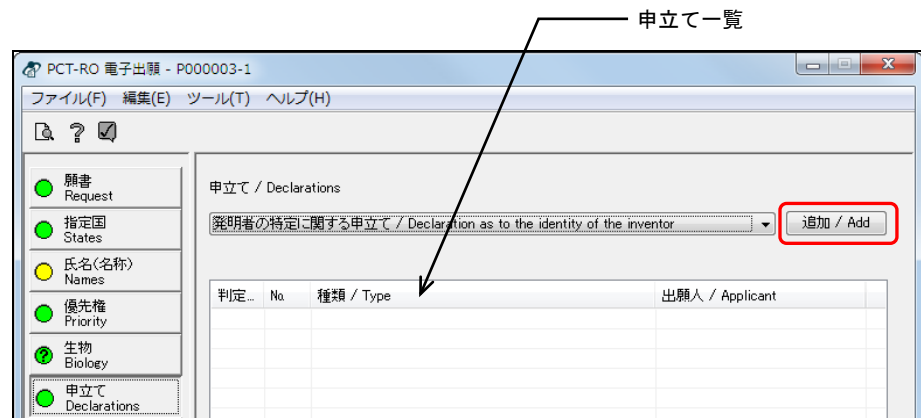 申立て一覧
PCT-RO 電子出願 - P000003-1
ファイル(F) 編集(E) ツール(T) ヘルプ(H)
願書
Request
指定国
States
氏名(名称)
Names
優先権
Priority
生物
Biology
申立て
Declarations
申立て / Declarations
発明者の特定に関する申立て / Declaration as to the identity of the inventor
追加 / Add
判定... No. 種類 / Type 出願人 / Applicant